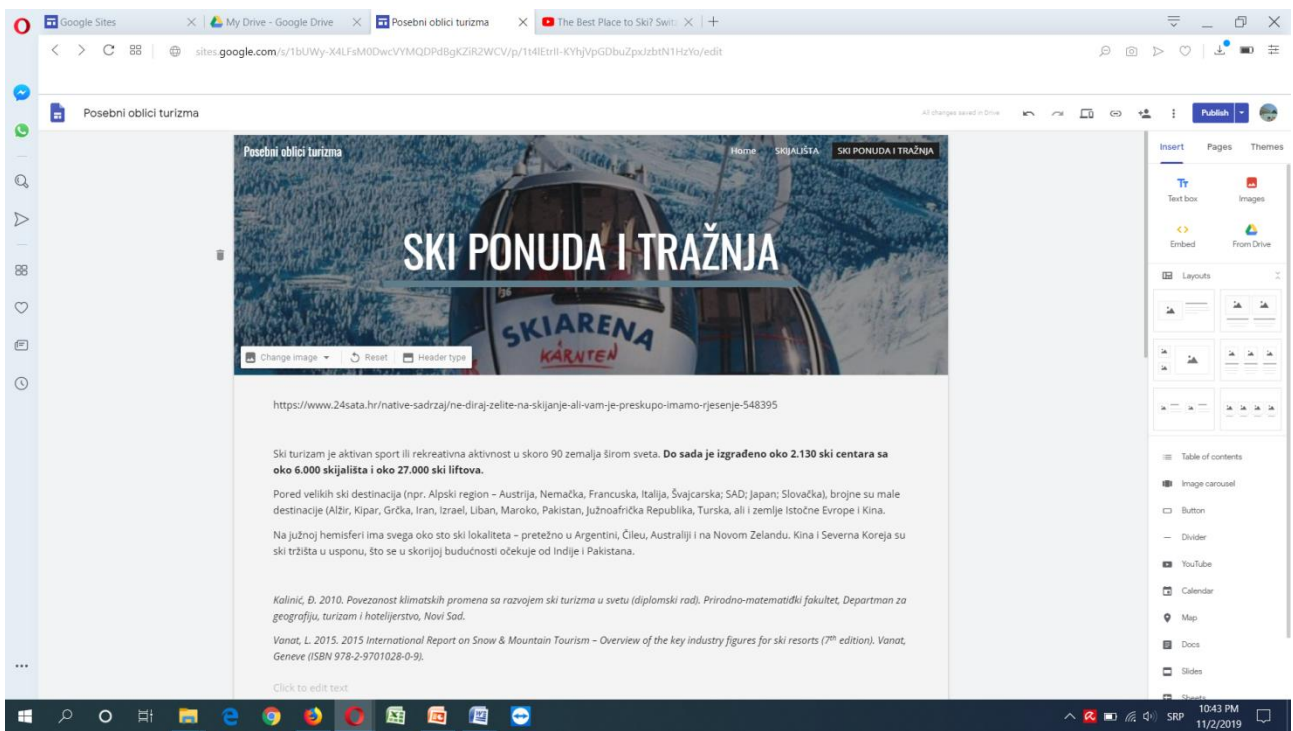 Google Sites
My Drive - Google Drive
Posebni oblici turizma
The Best Place to Ski? Swit
sites.google.com/s/1bUWy-X4LFsM0DwcVYMQDPdBgKZiR2WCV/p/1t4lEtrII-KYhjVpGDbuZpxJzbtN1HzYo/edit
Posebni oblici turizma
All changes saved in Drive
Publish
Posebni oblici turizma
Home SKIJALIŠTA SKI PONUDA I TRAŽNJA
Insert Pages Themes
SKI PONUDA I TRAŽNJA
SKIARENA
KÄRNTEN
Change image Reset Header type
Text box Images
Embed From Drive
Layouts
https://www.24sata.hr/native-sadrzaj/ne-diraj-zelite-na-skijanje-ali-vam-je-preskupo-imamo-rjesenje-548395
Ski turizam je aktivan sport ili rekreativna aktivnost u skoro 90 zemalja širom sveta. Do sada je izgrađeno oko 2.130 ski centara sa
oko 6.000 skijališta i oko 27.000 ski liftova.
Pored velikih ski destinacija (npr. Alpski region – Austrija, Nemačka, Francuska, Italija, Švajcarska; SAD; Japan; Slovačka), brojne su male
destinacije (Alžir, Kipar, Grčka, Iran, Izrael, Liban, Maroko, Pakistan, Južnoafrička Republika, Turska, ali i zemlje Istočne Evrope i Kina.
Na južnoj hemisferi ima svega oko sto ski lokaliteta – pretežno u Argentini, Čileu, Australiji i na Novom Zelandu. Kina i Severna Koreja su
ski tržišta u usponu, što se u skorijoj budućnosti očekuje od Indije i Pakistana.
Kalinić, Đ. 2010. Povezanost klimatskih promena sa razvojem ski turizma u svetu (diplomski rad). Prirodno-matematiđki fakultet, Departman za
geografiju, turizam i hotelijerstvo, Novi Sad.
Vanat, L. 2015. 2015 International Report on Snow & Mountain Tourism – Overview of the key industry figures for ski resorts (7th edition). Vanat,
Geneve (ISBN 978-2-9701028-0-9).
Click to edit text
Table of contents
Image carousel
Button
Divider
YouTube
Calendar
Map
Docs
Slides
Sheets
SRP
10:43 PM
11/2/2019